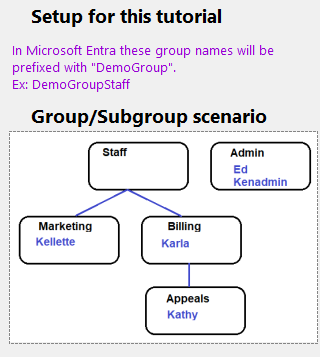 Setup for this tutorial
In Microsoft Entra these group names will be
prefixed with "DemoGroup".
Ex: DemoGroupStaff
Group/Subgroup scenario
Staff
Admin
Ed
Kenadmin
Marketing
Kellette
Billing
Karla
Appeals
Kathy